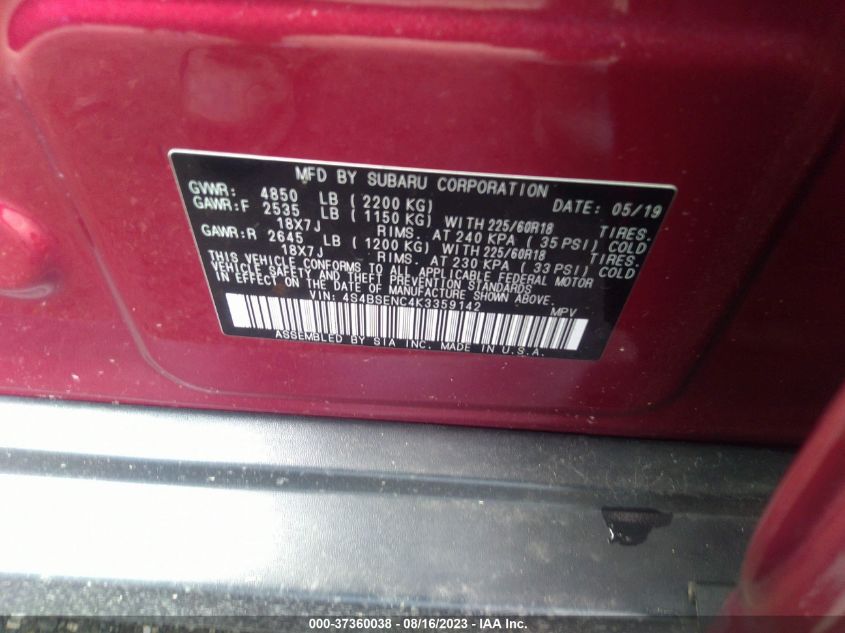 MFD BY SUBARU CORPORATION
GVWR: 4850 LB (2200 KG) DATE: 05/19
GAWR:F 2535 LB (1150 KG) WITH 225/60R18 TIRES.
18X7J RIMS. AT 240 KPA (35 PSI) COLD
GAWR:R 2645 LB (1200 KG) WITH 225/60R18 TIRES.
18X7J RIMS. AT 230 KPA (33 PSI) COLD
THIS VEHICLE CONFORMS TO ALL APPLICABLE FEDERAL MOTOR
VEHICLE SAFETY AND THEFT PREVENTION STANDARDS
IN EFFECT ON THE DATE OF MANUFACTURE SHOWN ABOVE.
VIN: 4S4BSENC4K3359142 MPV
ASSEMBLED BY SIA INC. MADE IN U.S.A.
000-37360038 - 08/16/2023 - IAA Inc.